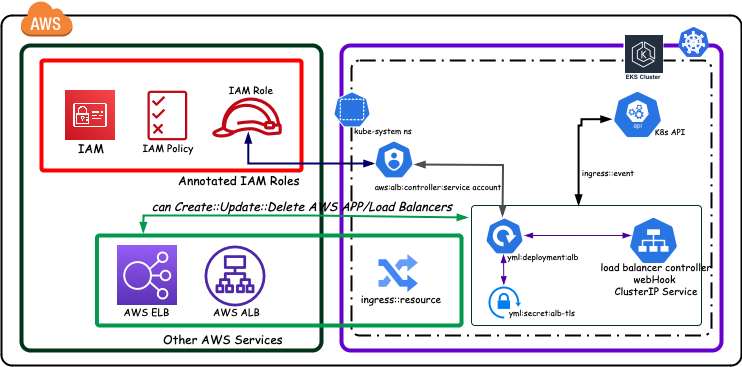 AWS
EKS Cluster
IAM
IAM Policy
IAM Role
Annotated IAM Roles
kube-system ns
aws:alb:controller:service account
api
K8s API
ingress::event
can Create::Update::Delete AWS APP/Load Balancers
AWS ELB
AWS ALB
ingress::resource
Other AWS Services
yml:deployment:alb
yml:secret:alb-tls
load balancer controller
webHook
ClusterIP Service